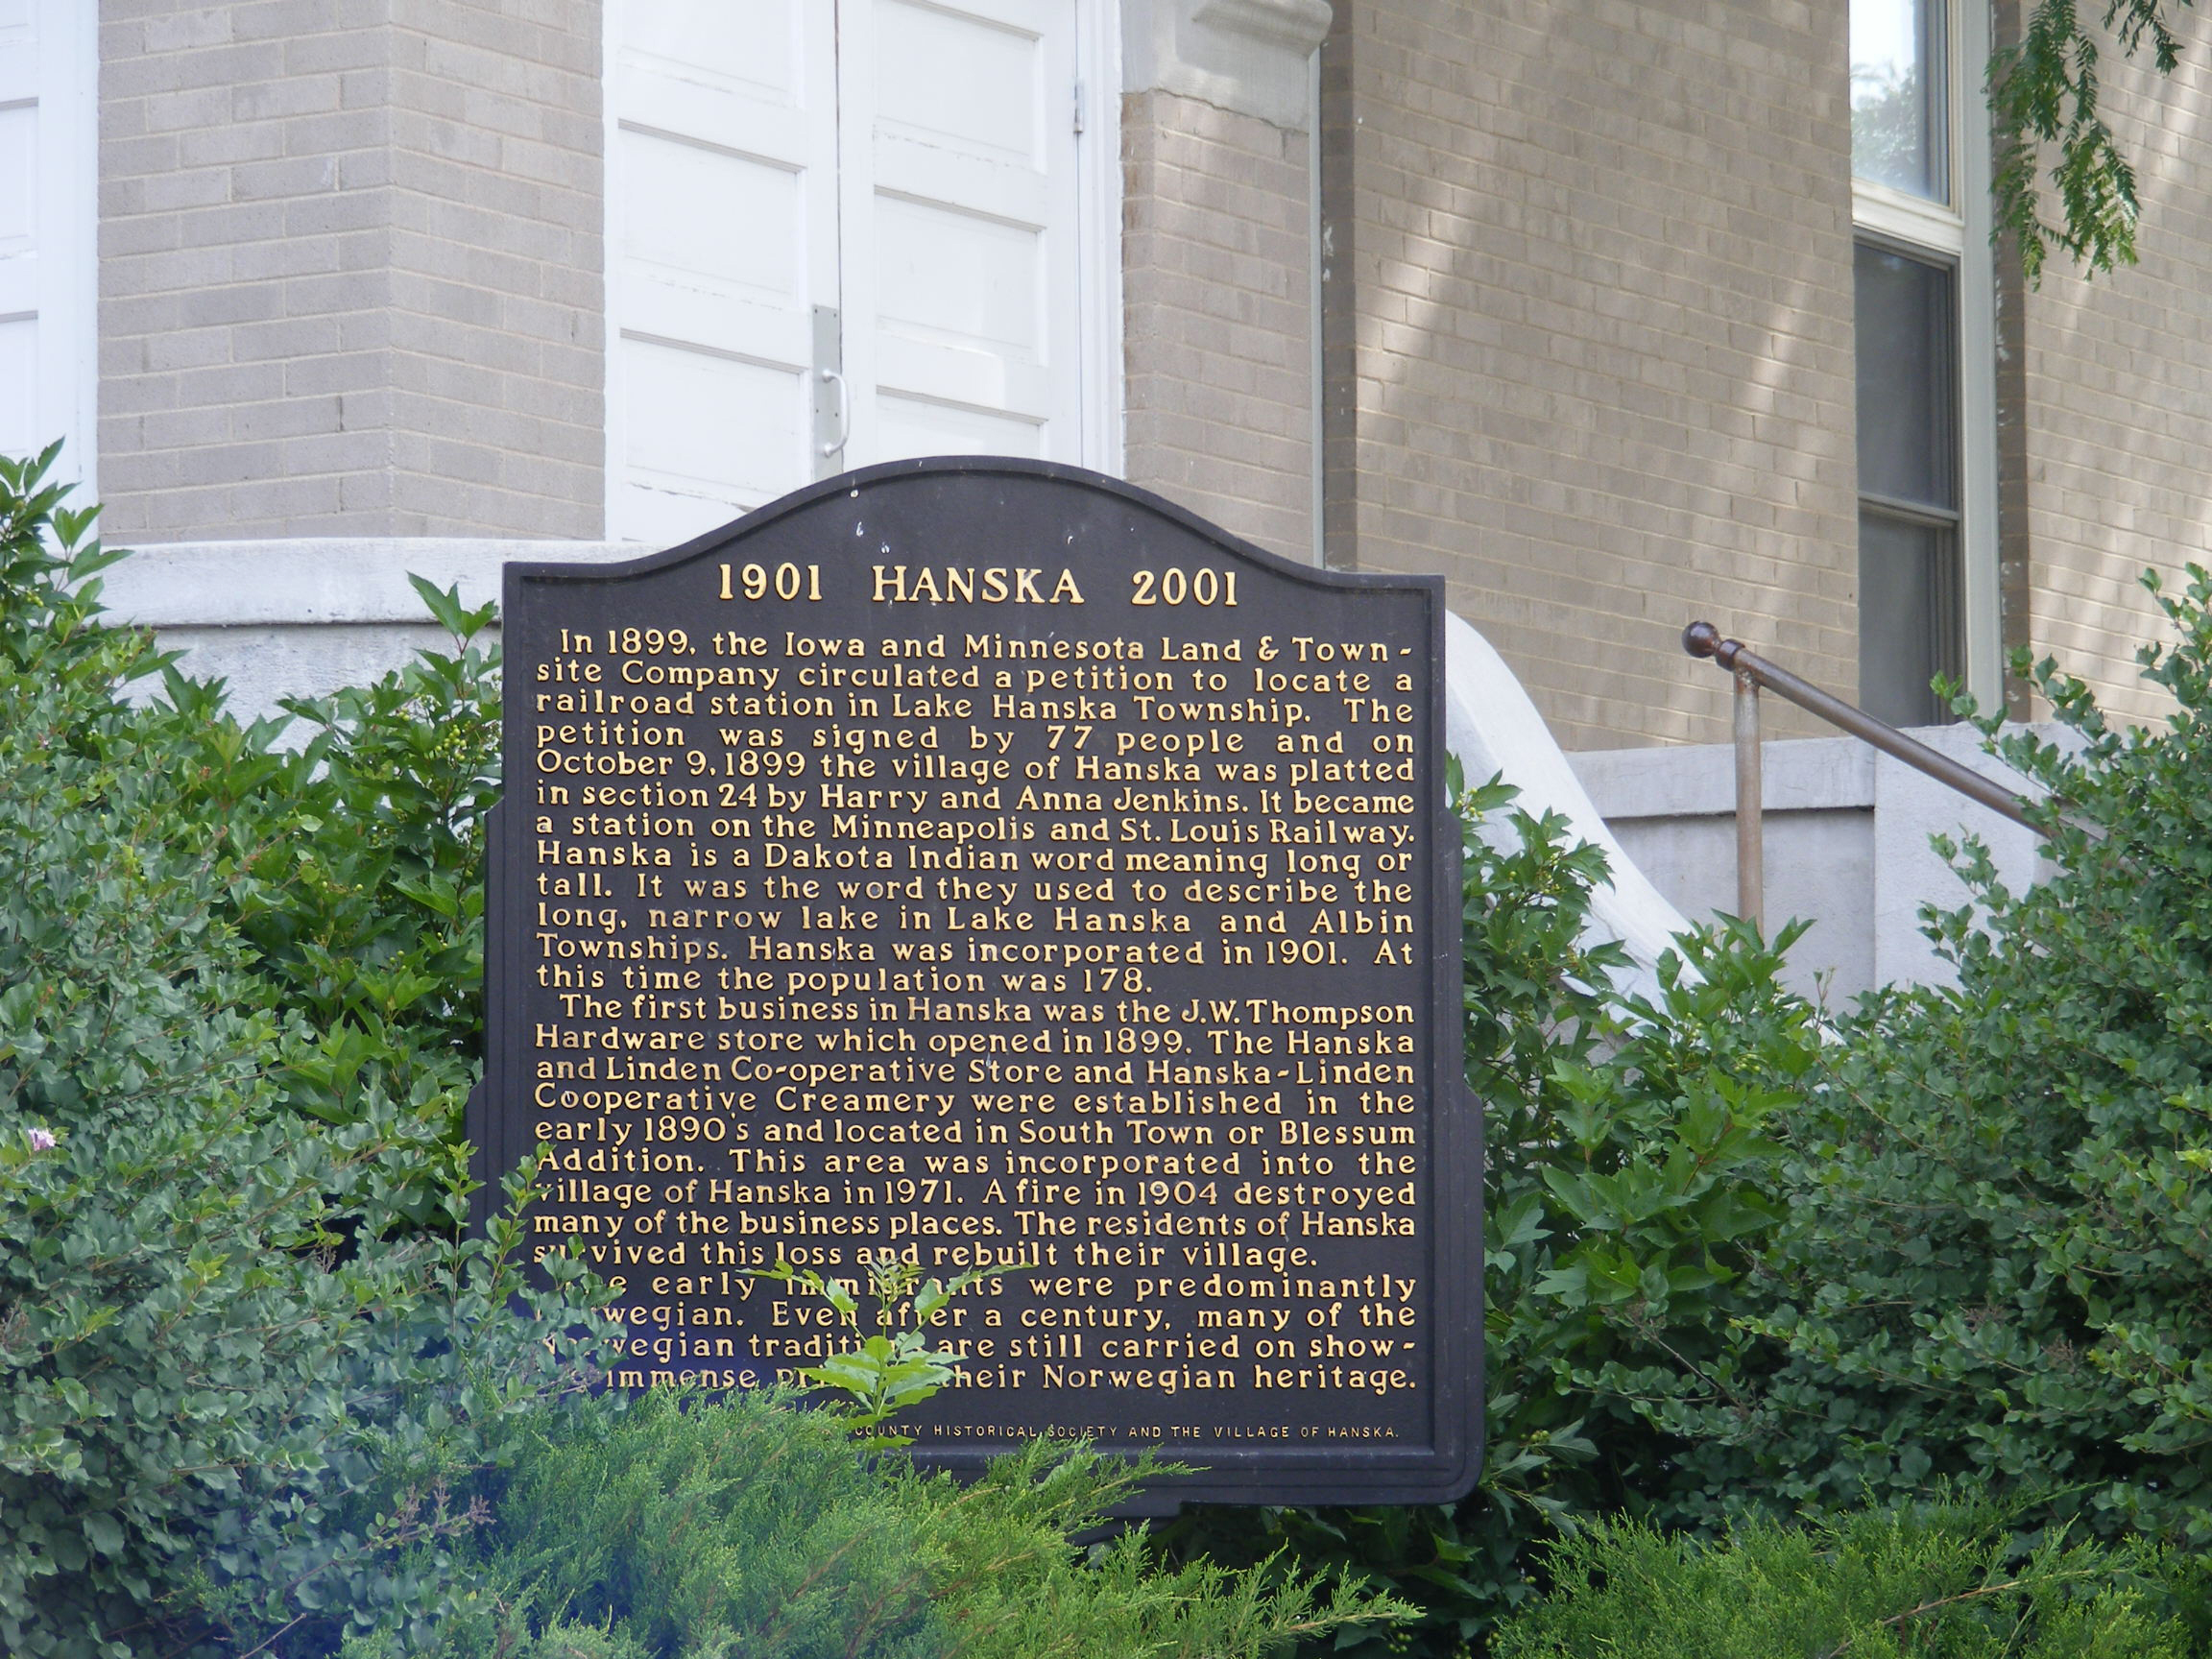 1901 HANSKA 2001
In 1899, the Iowa and Minnesota Land & Town-
site Company circulated a petition to locate a
railroad station in Lake Hanska Township. The
petition was signed by 77 people and on
October 9, 1899 the village of Hanska was platted
in section 24 by Harry and Anna Jenkins. It became
a station on the Minneapolis and St. Louis Railway.
Hanska is a Dakota Indian word meaning long or
tall. It was the word they used to describe the
long, narrow lake in Lake Hanska and Albin
Townships. Hanska was incorporated in 1901. At
this time the population was 178.
The first business in Hanska was the J.W. Thompson
Hardware store which opened in 1899. The Hanska
and Linden Co-operative Store and Hanska-Linden
Cooperative Creamery were established in the
early 1890's and located in South Town or Blessum
Addition. This area was incorporated into the
village of Hanska in 1971. A fire in 1904 destroyed
many of the business places. The residents of Hanska
survived this loss and rebuilt their village.
early immigrants were predominantly
Norwegian. Even after a century, many of the
Norwegian are still carried on show-
immense their Norwegian heritage.
COUNTY HISTORICAL SOCIETY AND THE VILLAGE OF HANSKA.